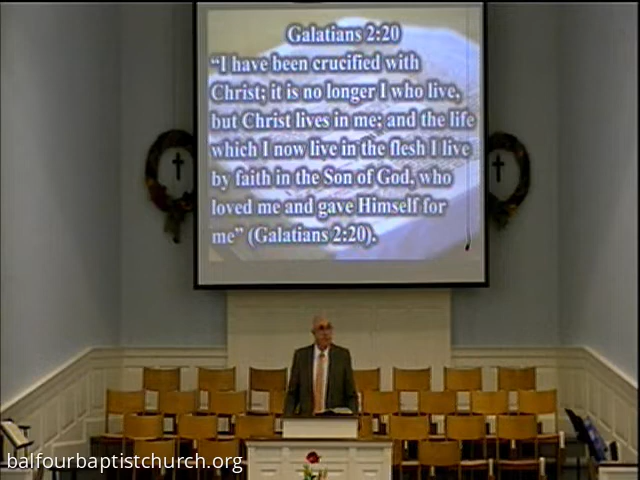 Galatians 2:20
“I have been crucified with
Christ; it is no longer I who live,
but Christ lives in me; and the life
which I now live in the flesh I live
by faith in the Son of God, who
loved me and gave Himself for
me” (Galatians 2:20).
balfourbaptistchurch.org